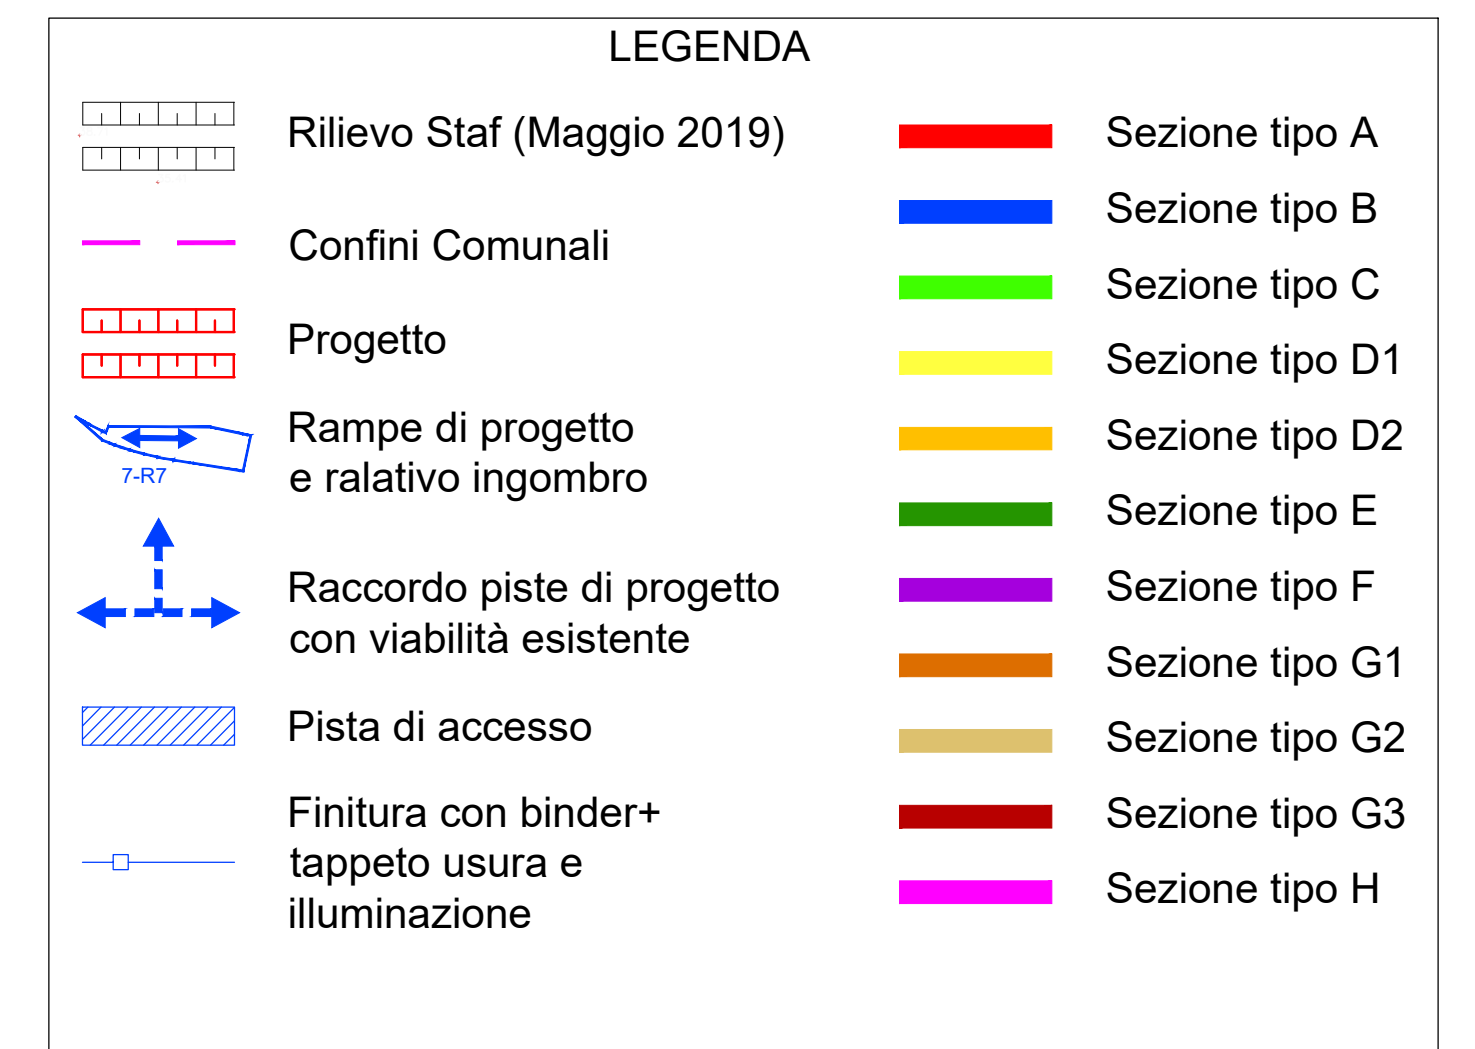 LEGENDA
Rilievo Staf (Maggio 2019)
Confini Comunali
Progetto
Rampe di progetto
e ralativo ingombro
7-R7
Raccordo piste di progetto
con viabilità esistente
Pista di accesso
Finitura con binder+
tappeto usura e
illuminazione
Sezione tipo A
Sezione tipo B
Sezione tipo C
Sezione tipo D1
Sezione tipo D2
Sezione tipo E
Sezione tipo F
Sezione tipo G1
Sezione tipo G2
Sezione tipo G3
Sezione tipo H